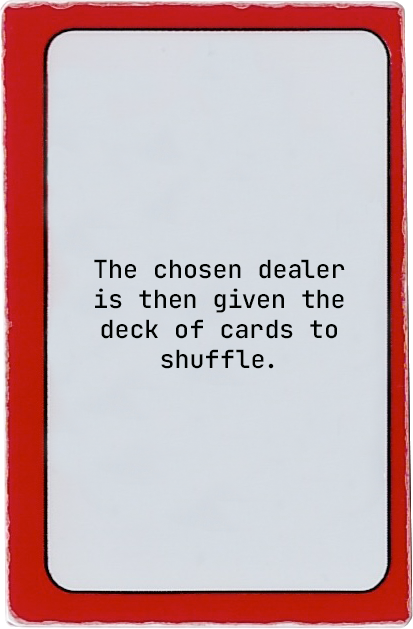 The chosen dealer
is then given the
deck of cards to
shuffle.